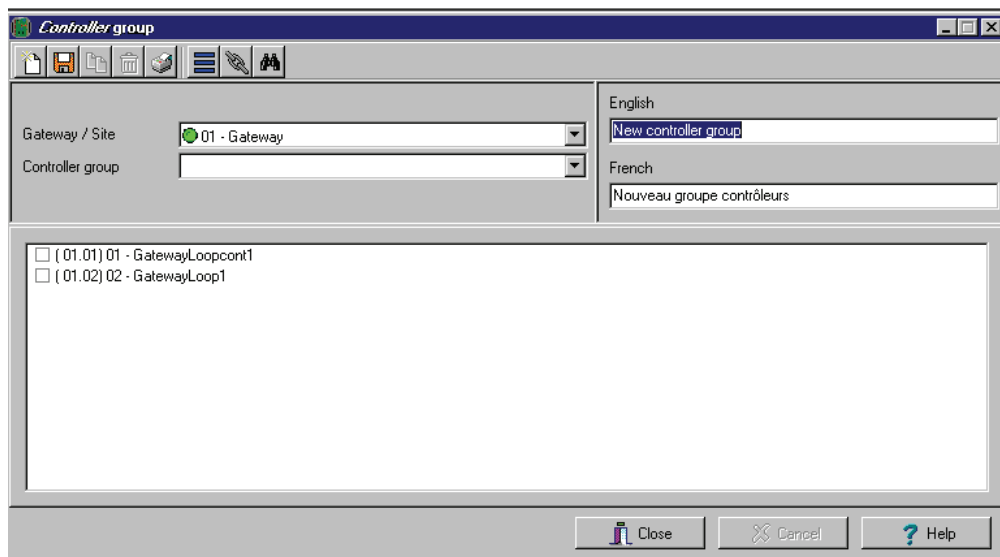 Controller group
English
Gateway / Site
01 - Gateway
New controller group
Controller group
French
Nouveau groupe contrôleurs
( 01.01) 01 - GatewayLoopcont1
( 01.02) 02 - GatewayLoop1
Close
Cancel
? Help